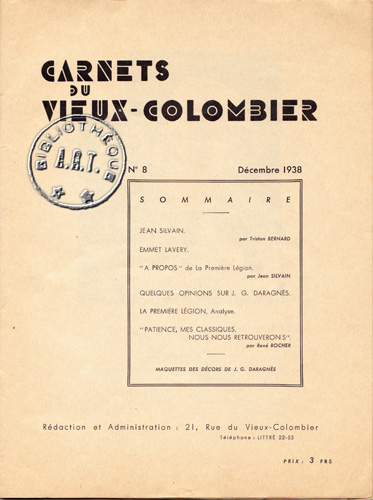 CARNETS
DU
VIEUX-COLOMBIER
BIBLIOTHÈQUE
A.R.T.
N° 8 Décembre 1938
SOMMAIRE
JEAN SILVAIN.
par Tristan BERNARD
EMMET LAVERY.
"A PROPOS" de La Première Légion.
par Jean SILVAIN
QUELQUES OPINIONS SUR J. G. DARAGNÈS.
LA PREMIÈRE LÉGION, Analyse.
"PATIENCE, MES CLASSIQUES,
NOUS NOUS RETROUVERONS".
par René ROCHER
MAQUETTES DES DÉCORS DE J. G. DARAGNÈS
Rédaction et Administration : 21, Rue du Vieux-Colombier
Téléphone : LITTRÉ 22-53
PRIX : 3 FRS